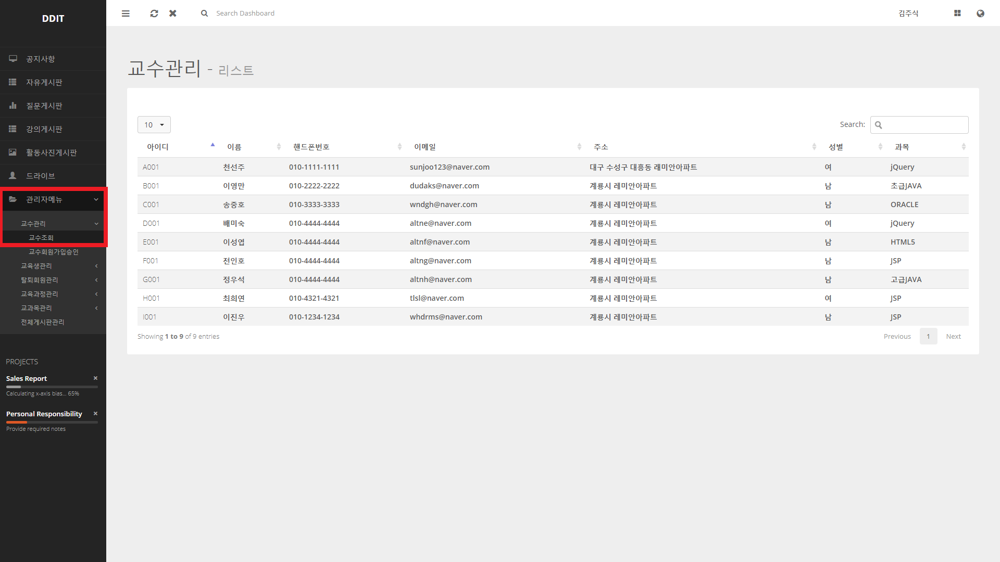 DDIT
Search Dashboard
김주식
공지사항
자유게시판
질문게시판
강의게시판
활동사진게시판
드라이브
관리자메뉴
교수관리
교수조회
교수회원가입승인
교육생관리
탈퇴회원관리
교육과정관리
교과목관리
전체게시판관리
PROJECTS
Sales Report
Calculating x-axis bias... 65%
Personal Responsibility
Provide required notes
교수관리 - 리스트
10
Search:
아이디 이름 핸드폰번호 이메일 주소 성별 과목
A001 천선주 010-1111-1111 sunjoo123@naver.com 대구 수성구 대흥동 래미안아파트 여 jQuery
B001 이영만 010-2222-2222 dudaks@naver.com 계룡시 레미안아파트 남 초급JAVA
C001 송중호 010-3333-3333 wndgh@naver.com 계룡시 레미안아파트 남 ORACLE
D001 배미숙 010-4444-4444 altne@naver.com 계룡시 레미안아파트 여 jQuery
E001 이성엽 010-4444-4444 altnf@naver.com 계룡시 레미안아파트 남 HTML5
F001 전인호 010-4444-4444 altng@naver.com 계룡시 레미안아파트 남 JSP
G001 정우석 010-4444-4444 altnh@naver.com 계룡시 레미안아파트 남 고급JAVA
H001 최희연 010-4321-4321 tlsl@naver.com 계룡시 레미안아파트 여 JSP
I001 이진우 010-1234-1234 whdrms@naver.com 계룡시 레미안아파트 남 JSP
Showing 1 to 9 of 9 entries
Previous 1 Next